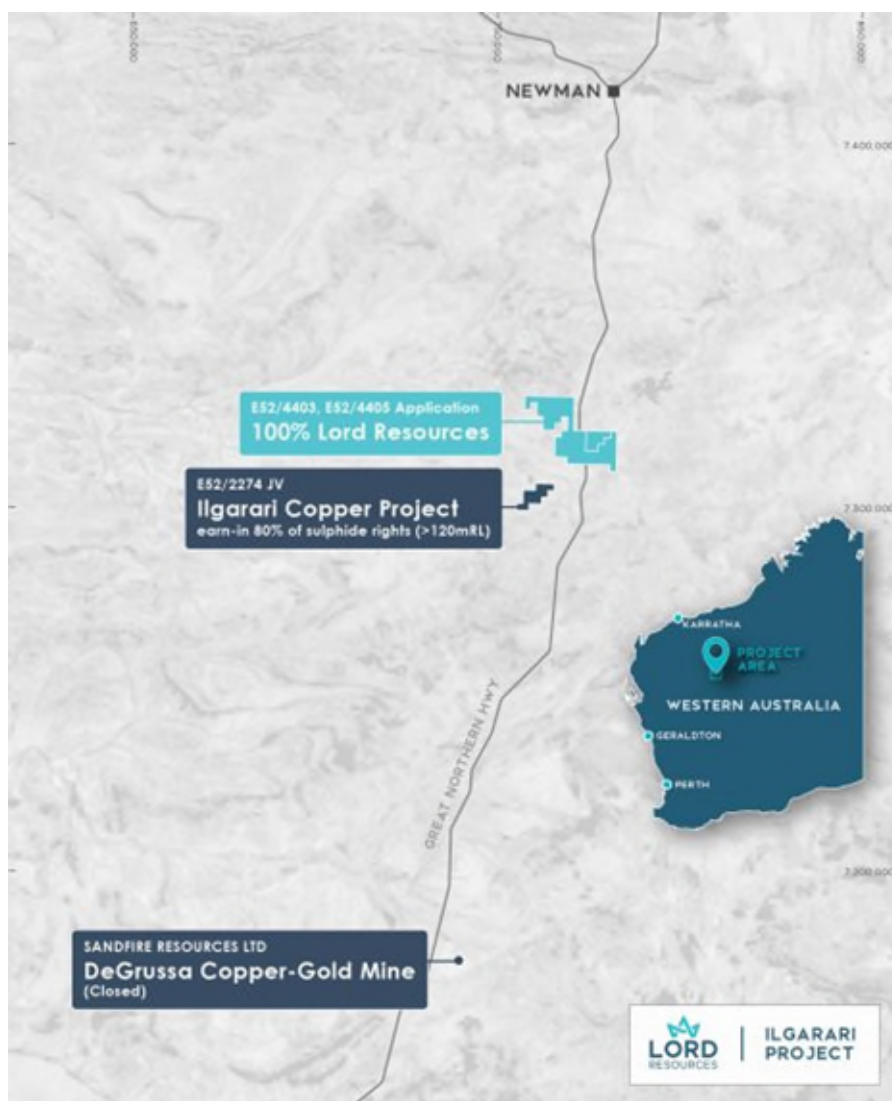 NEWMAN
7,400,000
E52/4403, E52/4405 Application
100% Lord Resources
E52/2274 JV
Ilgarari Copper Project
earn-in 80% of sulphide rights (>120mRL)
7,300,000
KARRATHA
PROJECT
AREA
WESTERN AUSTRALIA
GERALDTON
PERTH
GREAT NORTHERN HWY
7,200,000
SANDFIRE RESOURCES LTD
DeGrussa Copper-Gold Mine
(Closed)
LORD
RESOURCES
ILGARARI
PROJECT